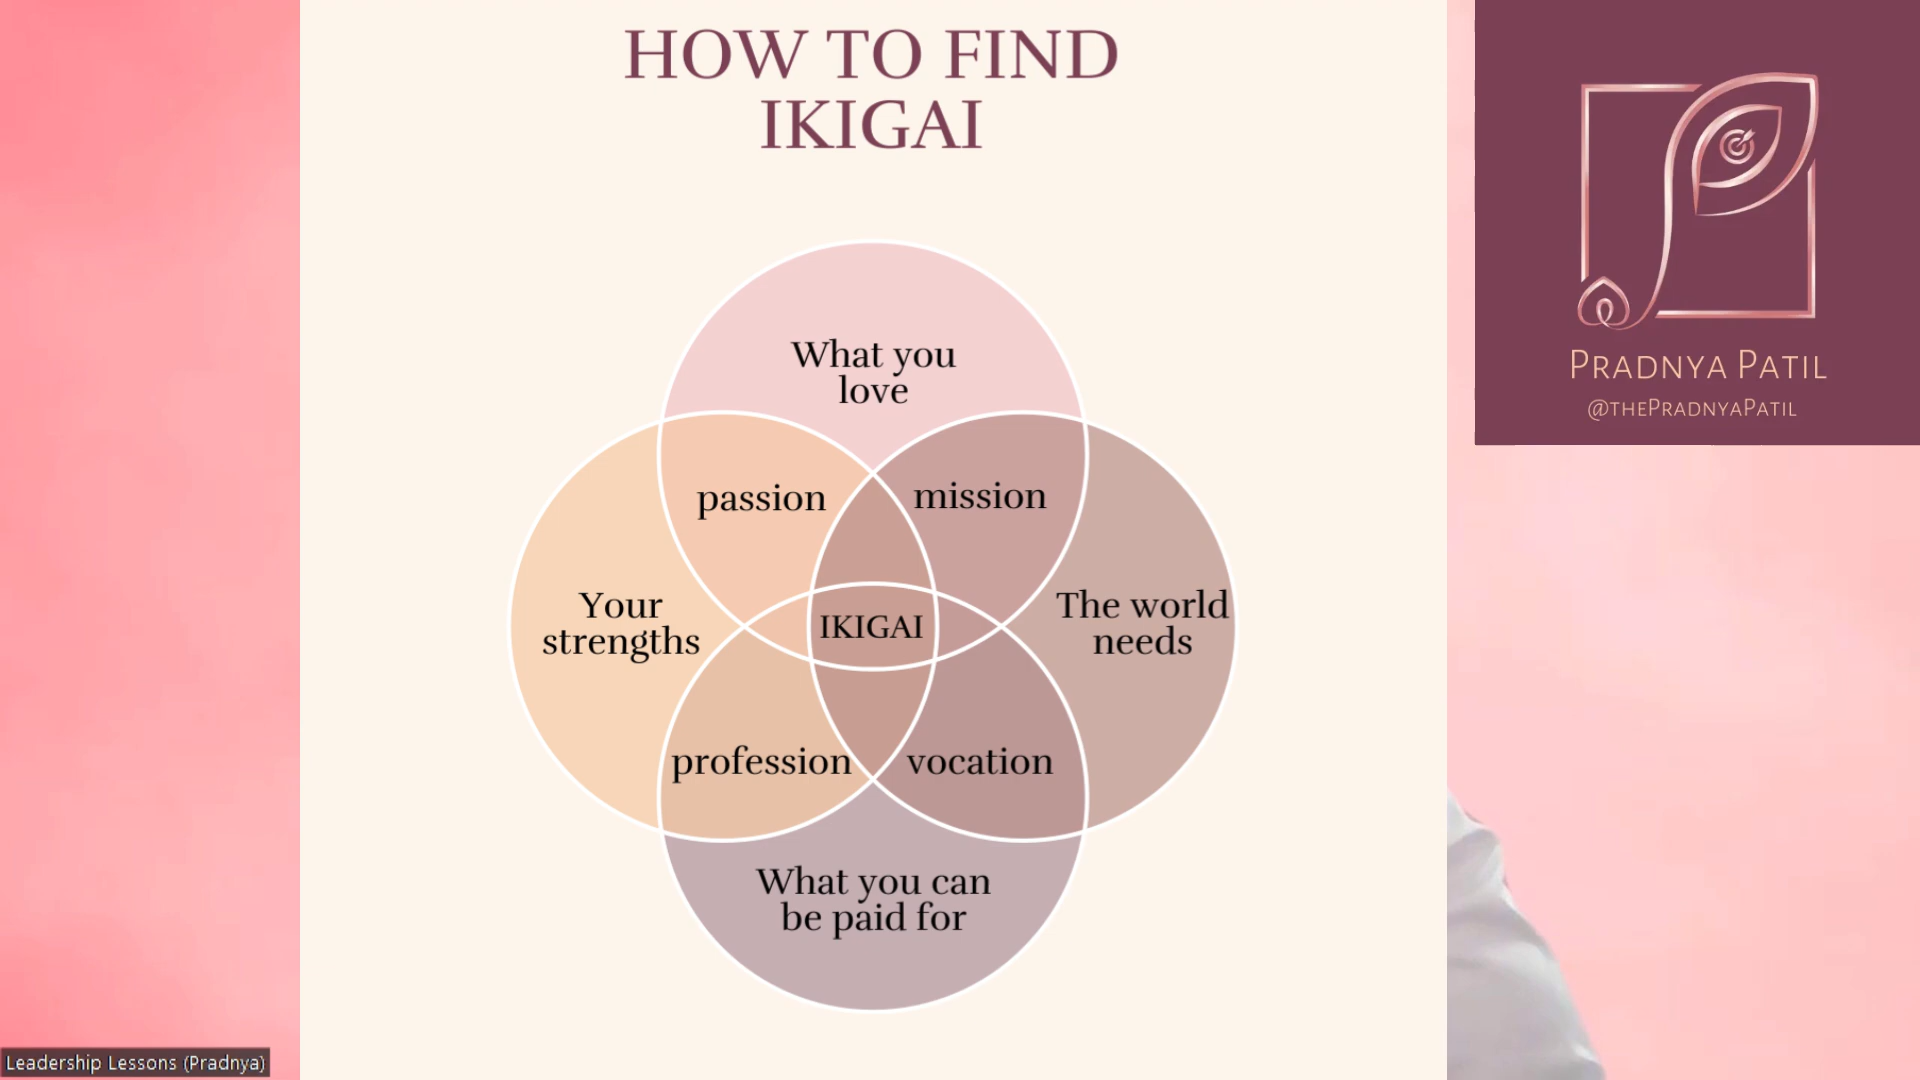 HOW TO FIND
IKIGAI
What you
love
passion
mission
Your
strengths
IKIGAI
The world
needs
profession
vocation
What you can
be paid for
PRADNYA PATIL
@THEPRADNYAPATIL
Leadership Lessons (Pradnya)